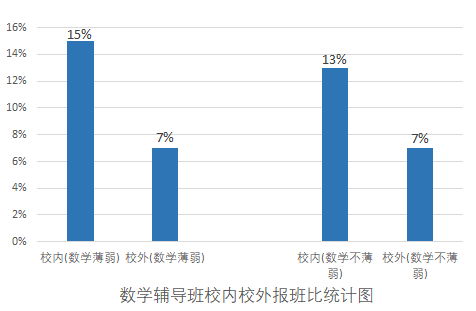 16%
14%
12%
10%
8%
6%
4%
2%
0%
15%
7%
13%
7%
校内(数学薄弱)
校外(数学薄弱)
校内(数学不薄
弱)
校外(数学不薄
弱)
数学辅导班校内校外报班比统计图